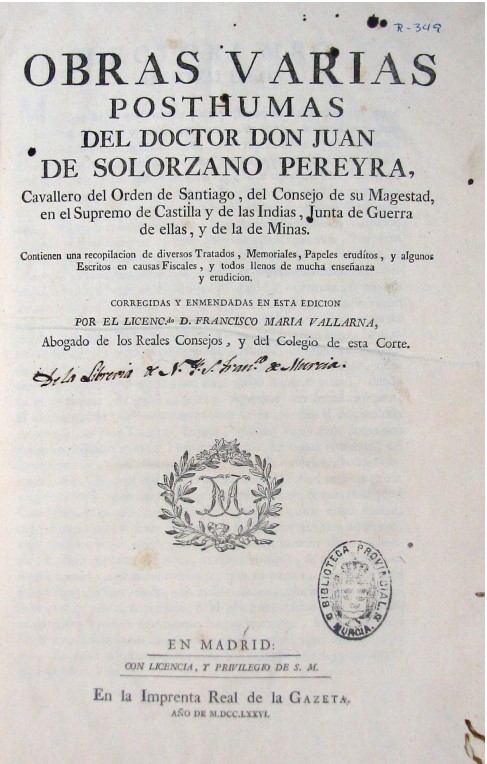 R-349
OBRAS VARIAS
POSTHUMAS
DEL DOCTOR DON JUAN
DE SOLORZANO PEREYRA,
Cavallero del Orden de Santiago, del Consejo de su Magestad,
en el Supremo de Castilla y de las Indias, Junta de Guerra
de ellas, y de la de Minas.
Contienen una recopilacion de diversos Tratados, Memoriales, Papeles eruditos, y algunos
Escritos en causas Fiscales, y todos llenos de mucha enseñanza
y erudicion.
CORREGIDAS Y ENMENDADAS EN ESTA EDICION
POR EL LICENC.do D. FRANCISCO MARIA VALLARNA,
Abogado de los Reales Consejos, y del Colegio de esta Corte.
De la Libreria de N. P. S. Fran.co de Murcia.
BIBLIOTECA PROVINCIAL D MURCIA.
EN MADRID:
CON LICENCIA, Y PRIVILEGIO DE S. M.
En la Imprenta Real de la GAZETA.
AÑO DE M.DCC.LXXVI.